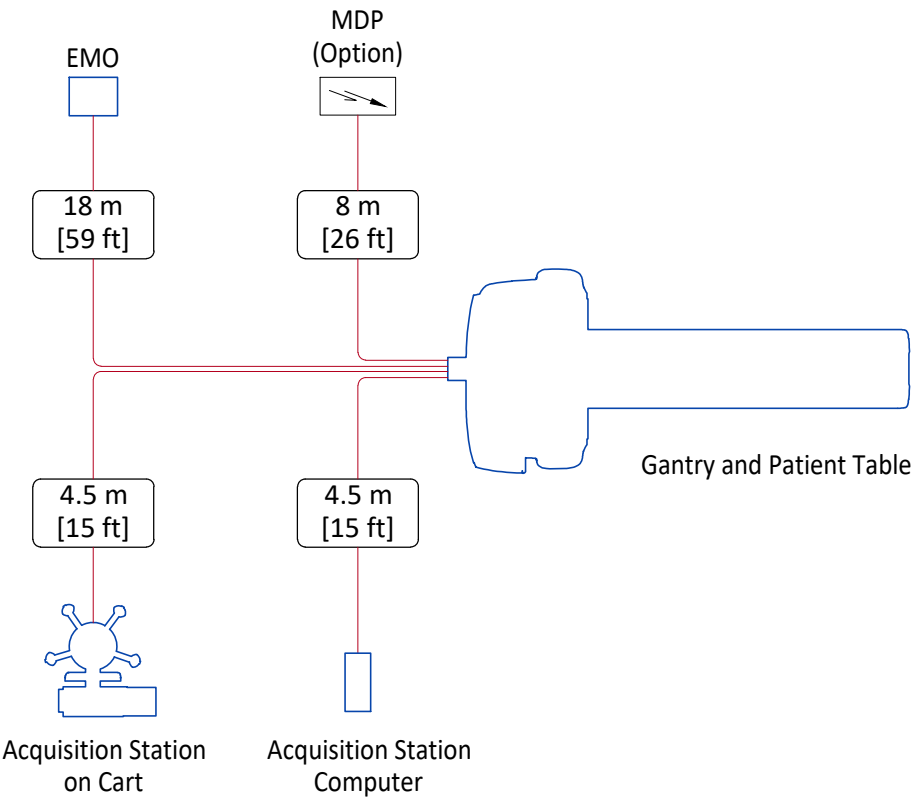 MDP
(Option)
EMO
18 m
[59 ft]
8 m
[26 ft]
Gantry and Patient Table
4.5 m
[15 ft]
4.5 m
[15 ft]
Acquisition Station
on Cart
Acquisition Station
Computer